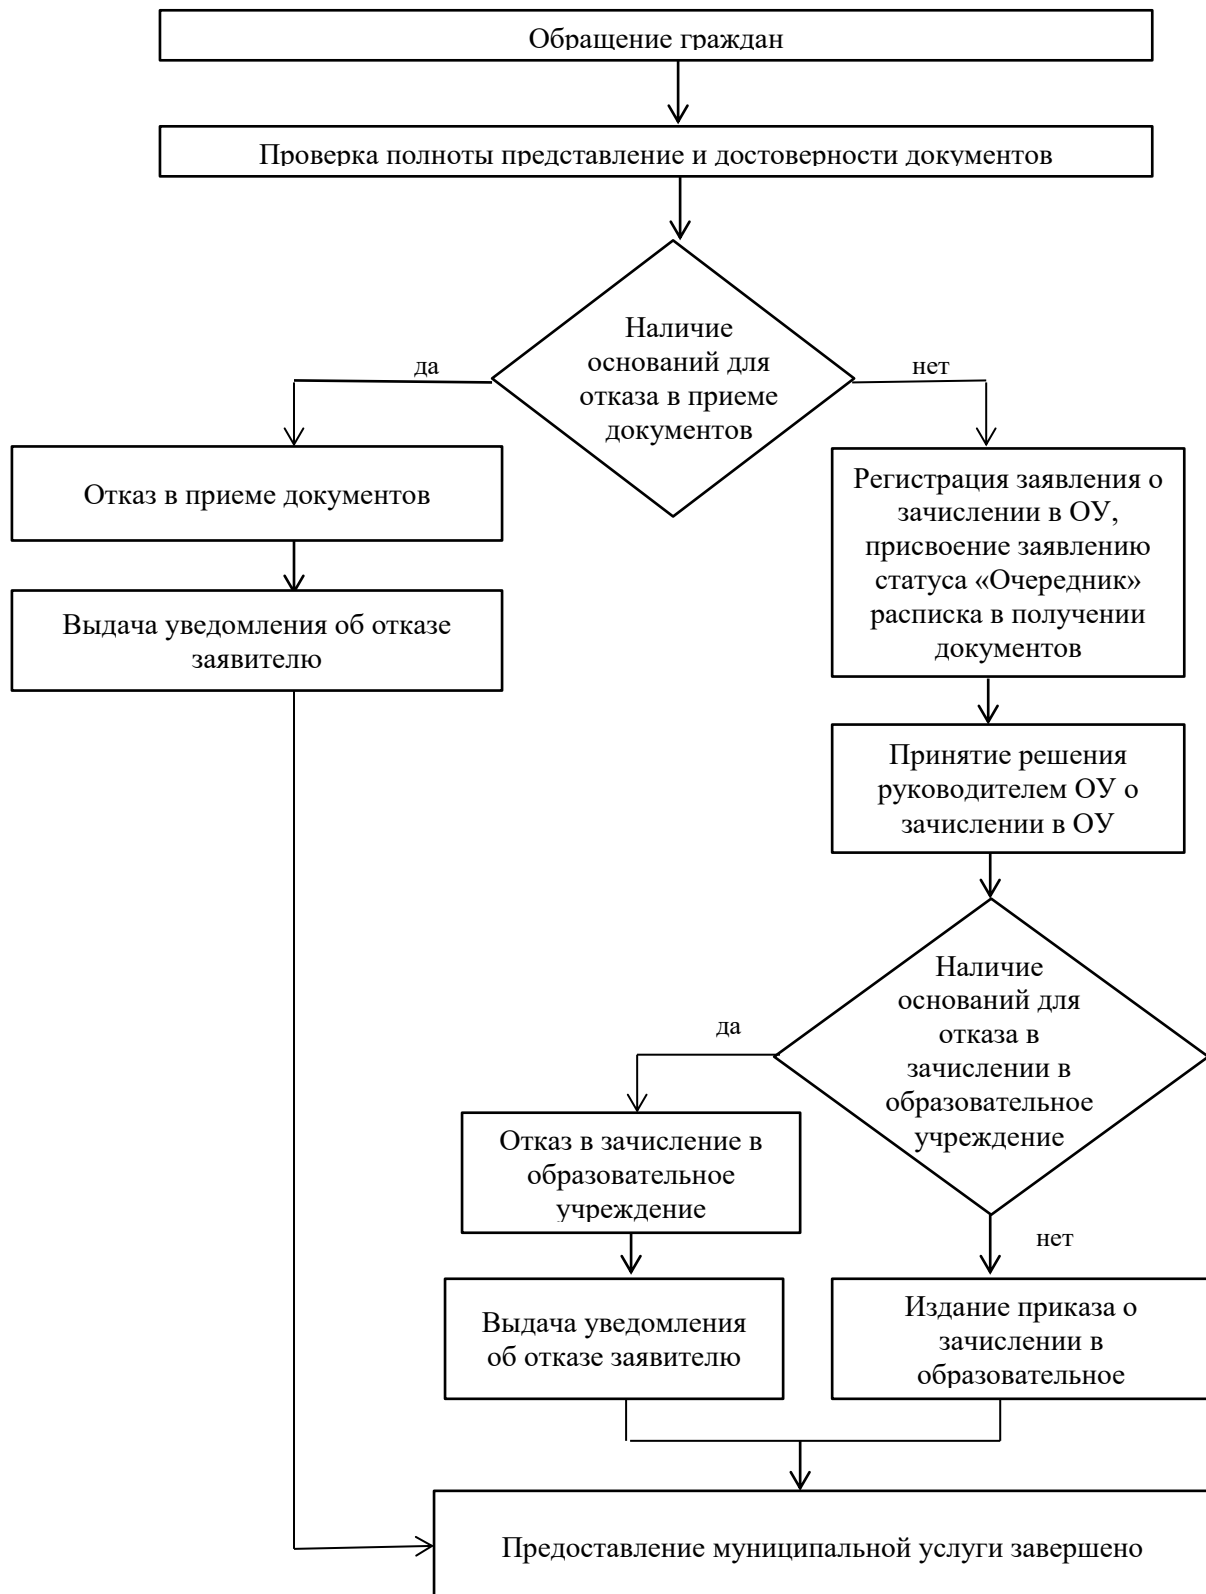 Обращение граждан
Проверка полноты представление и достоверности документов
Наличие
оснований для
отказа в приеме
документов
да
нет
Отказ в приеме документов
Выдача уведомления об отказе
заявителю
Регистрация заявления о
зачислении в ОУ,
присвоение заявлению
статуса «Очередник»
расписка в получении
документов
Принятие решения
руководителем ОУ о
зачислении в ОУ
Наличие
оснований для
отказа в
зачислении в
образовательное
учреждение
да
нет
Отказ в зачисление в
образовательное
учреждение
Выдача уведомления
об отказе заявителю
Издание приказа о
зачислении в
образовательное
Предоставление муниципальной услуги завершено